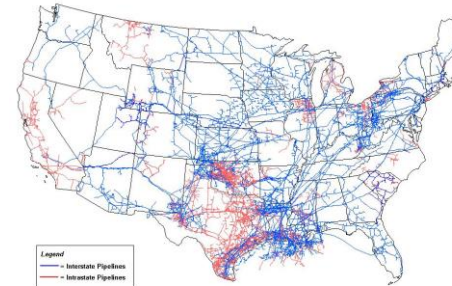 Legend
= Interstate Pipelines
= Intrastate Pipelines